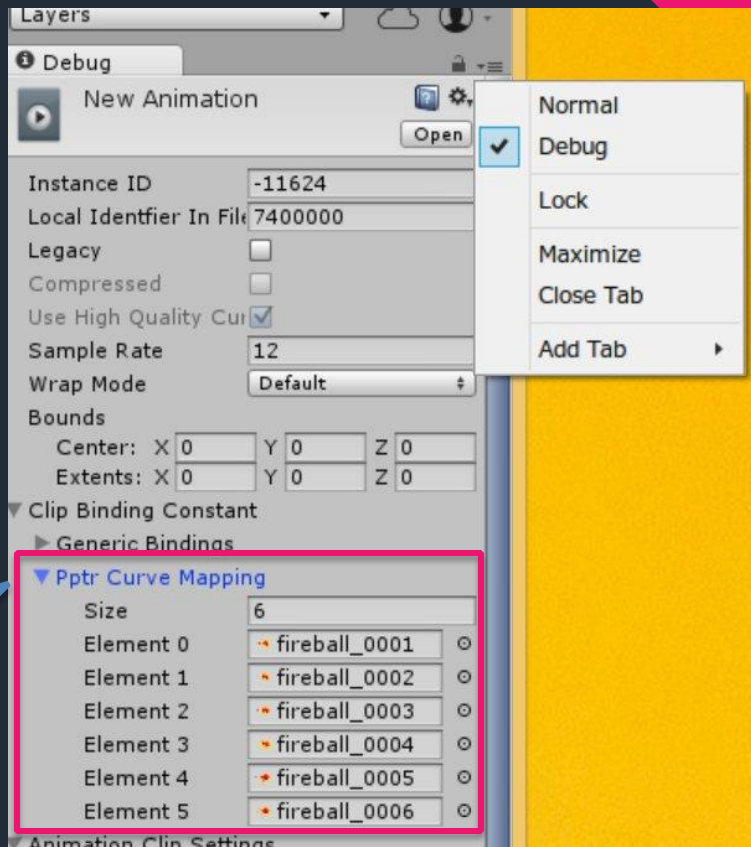 Layers
Debug
New Animation
Open
Instance ID -11624
Local Identfier In File 7400000
Legacy
Compressed
Use High Quality Cur
Sample Rate 12
Wrap Mode Default
Bounds
Center: X 0 Y 0 Z 0
Extents: X 0 Y 0 Z 0
Clip Binding Constant
Generic Bindings
Pptr Curve Mapping
Size 6
Element 0 fireball_0001
Element 1 fireball_0002
Element 2 fireball_0003
Element 3 fireball_0004
Element 4 fireball_0005
Element 5 fireball_0006
Animation Clip Settings
Normal
Debug
Lock
Maximize
Close Tab
Add Tab